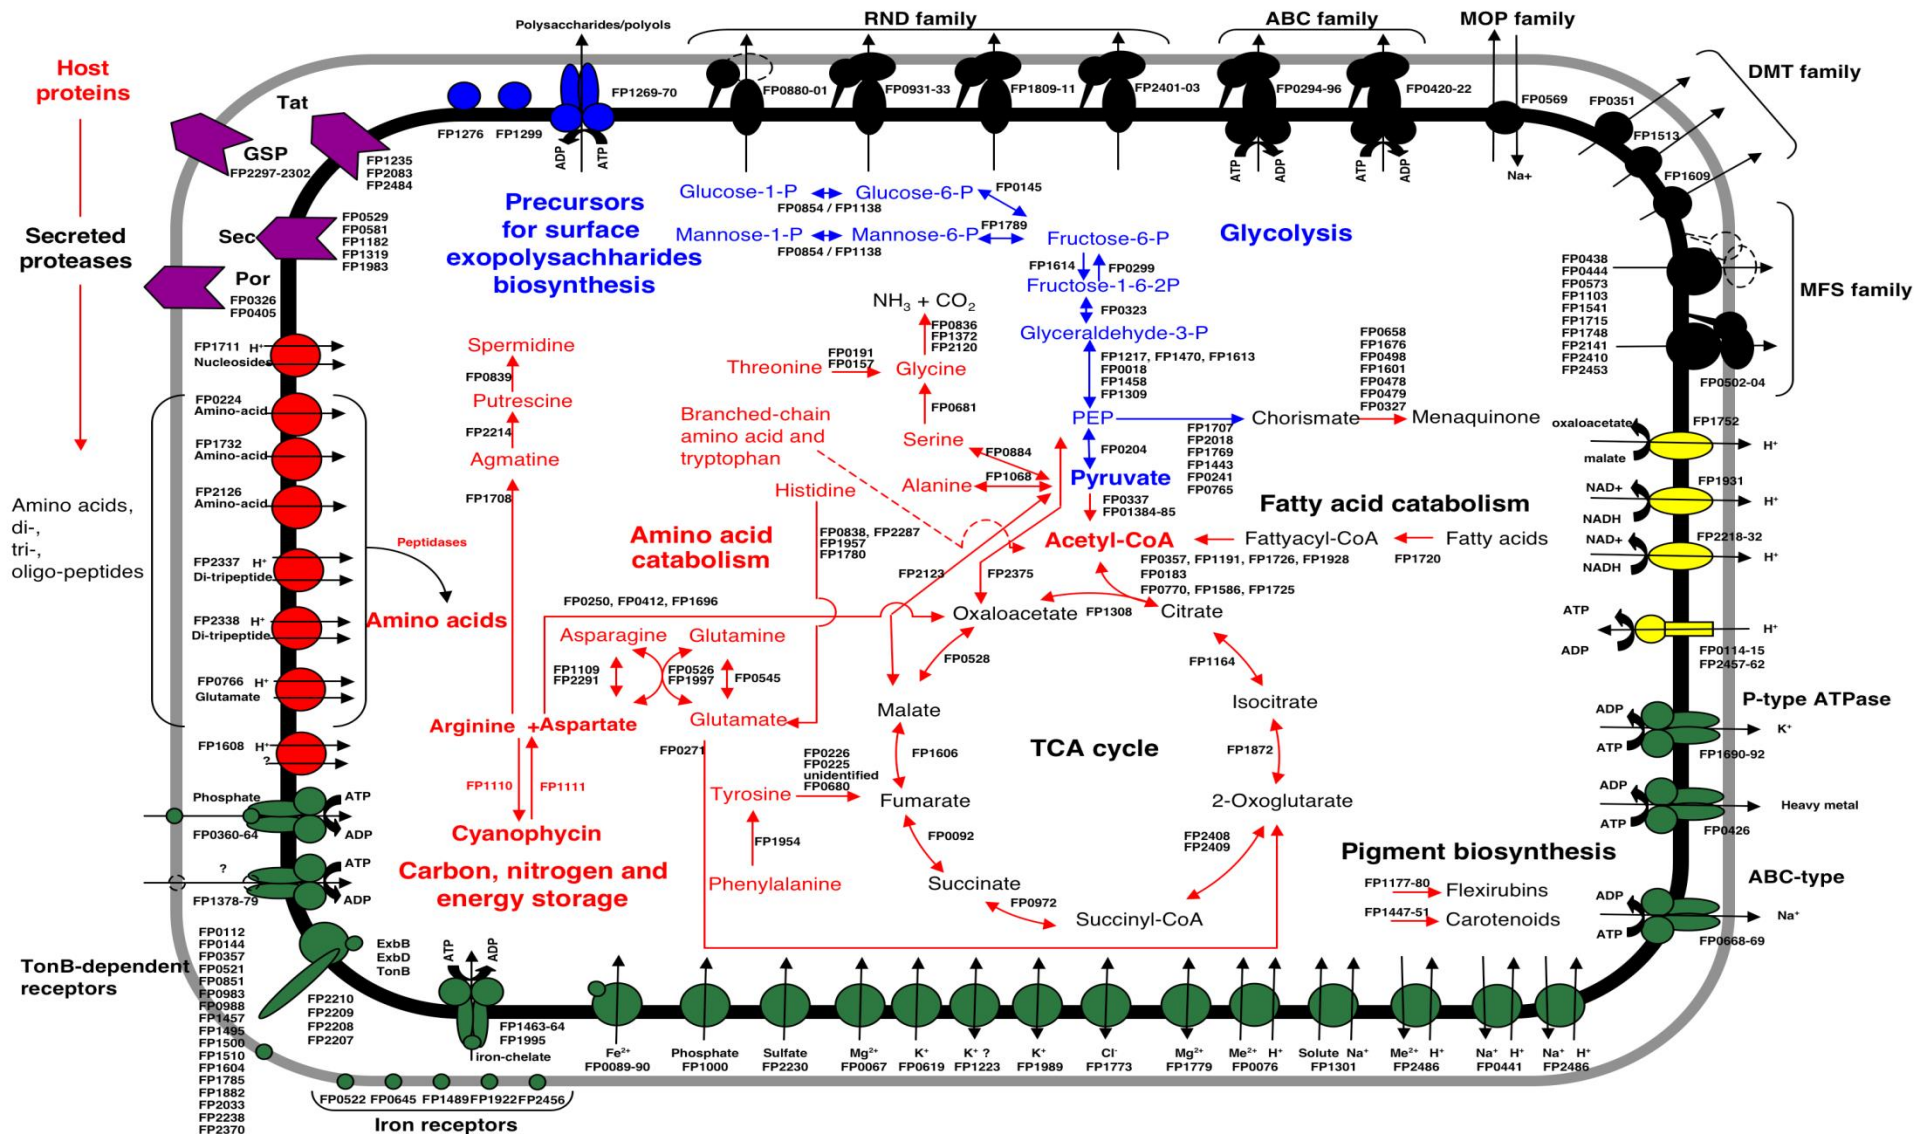 Polysaccharides/polyols
RND family
ABC family
MOP family
DMT family
MFS family
Host
proteins
Secreted
proteases
Amino acids,
di-,
tri-,
oligo-peptides
Tat
GSP
FP2297-2302
FP1235
FP2083
FP2484
Sec
FP0529
FP0581
FP1182
FP1319
FP1983
Por
FP0326
FP0405
FP1276
FP1299
FP1269-70
ADP
ATP
FP0880-01
FP0931-33
FP1809-11
FP2401-03
FP0294-96
FP0420-22
ATP
ADP
ATP
ADP
FP0569
Na+
FP0351
FP1513
FP1609
FP0438
FP0444
FP0573
FP1103
FP1541
FP1715
FP1748
FP2141
FP2410
FP2453
FP0502-04
Precursors
for surface
exopolysachharides
biosynthesis
Glucose-1-P
Glucose-6-P
FP0854 / FP1138
FP0145
Mannose-1-P
Mannose-6-P
FP0854 / FP1138
FP1789
Fructose-6-P
Glycolysis
FP1614
FP0299
Fructose-1-6-2P
FP0323
Glyceraldehyde-3-P
FP1217, FP1470, FP1613
FP0018
FP1458
FP1309
PEP
FP0204
Pyruvate
FP0337
FP01384-85
Acetyl-CoA
FP1707
FP2018
FP1769
FP1443
FP0241
FP0765
Chorismate
FP0658
FP1676
FP0498
FP1601
FP0478
FP0479
FP0327
Menaquinone
NH3 + CO2
FP0836
FP1372
FP2120
Threonine
FP0191
FP0157
Glycine
FP0681
Serine
FP0884
Alanine
FP1068
Branched-chain
amino acid and
tryptophan
Histidine
FP0838, FP2287
FP1957
FP1780
Spermidine
FP0839
Putrescine
FP2214
Agmatine
FP1708
Amino acid
catabolism
Fatty acid catabolism
Fattyacyl-CoA
Fatty acids
FP1720
FP0357, FP1191, FP1726, FP1928
FP0183
FP0770, FP1586, FP1725
FP2123
FP2375
Oxaloacetate
FP1308
Citrate
FP0528
FP1164
Malate
Isocitrate
FP1606
FP1872
TCA cycle
Fumarate
2-Oxoglutarate
FP0092
FP2408
FP2409
Succinate
FP0972
Succinyl-CoA
FP0250, FP0412, FP1696
Asparagine
Glutamine
FP1109
FP2291
FP0526
FP1997
FP0545
Arginine + Aspartate
Glutamate
FP0271
FP0226
FP0225
unidentified
FP0680
Tyrosine
FP1954
Phenylalanine
FP1110
FP1111
Cyanophycin
Carbon, nitrogen and
energy storage
Pigment biosynthesis
FP1177-80
Flexirubins
FP1447-51
Carotenoids
FP1711
H+
Nucleosides
FP0224
Amino-acid
FP1732
Amino-acid
FP2126
Amino-acid
FP2337
H+
Di-tripeptide
FP2338
H+
Di-tripeptide
FP0766
H+
Glutamate
Peptidases
Amino acids
FP1608
H+
?
Phosphate
FP0360-64
ATP
ADP
?
FP1378-79
ATP
ADP
TonB-dependent
receptors
FP0112
FP0144
FP0357
FP0521
FP0851
FP0983
FP0988
FP1457
FP1495
FP1500
FP1510
FP1604
FP1785
FP1882
FP2033
FP2238
FP2370
ExbB
ExbD
TonB
FP2210
FP2209
FP2208
FP2207
ATP
ADP
FP1463-64
FP1995
iron-chelate
FP0522
FP0645
FP1489
FP1922
FP2456
Iron receptors
Fe2+
FP0089-90
Phosphate
FP1000
Sulfate
FP2230
Mg2+
FP0067
K+
FP0619
K+ ?
FP1223
K+
FP1989
Cl-
FP1773
Mg2+
FP1779
Me2+ H+
FP0076
Solute Na+
FP1301
Me2+ H+
FP2486
Na+ H+
FP0441
Na+ H+
FP2486
oxaloacetate
malate
FP1752
H+
NAD+
NADH
FP1931
H+
NAD+
NADH
FP2218-32
H+
ATP
ADP
H+
FP0114-15
FP2457-62
P-type ATPase
ADP
ATP
K+
FP1690-92
ADP
ATP
Heavy metal
FP0426
ABC-type
ADP
ATP
Na+
FP0668-69